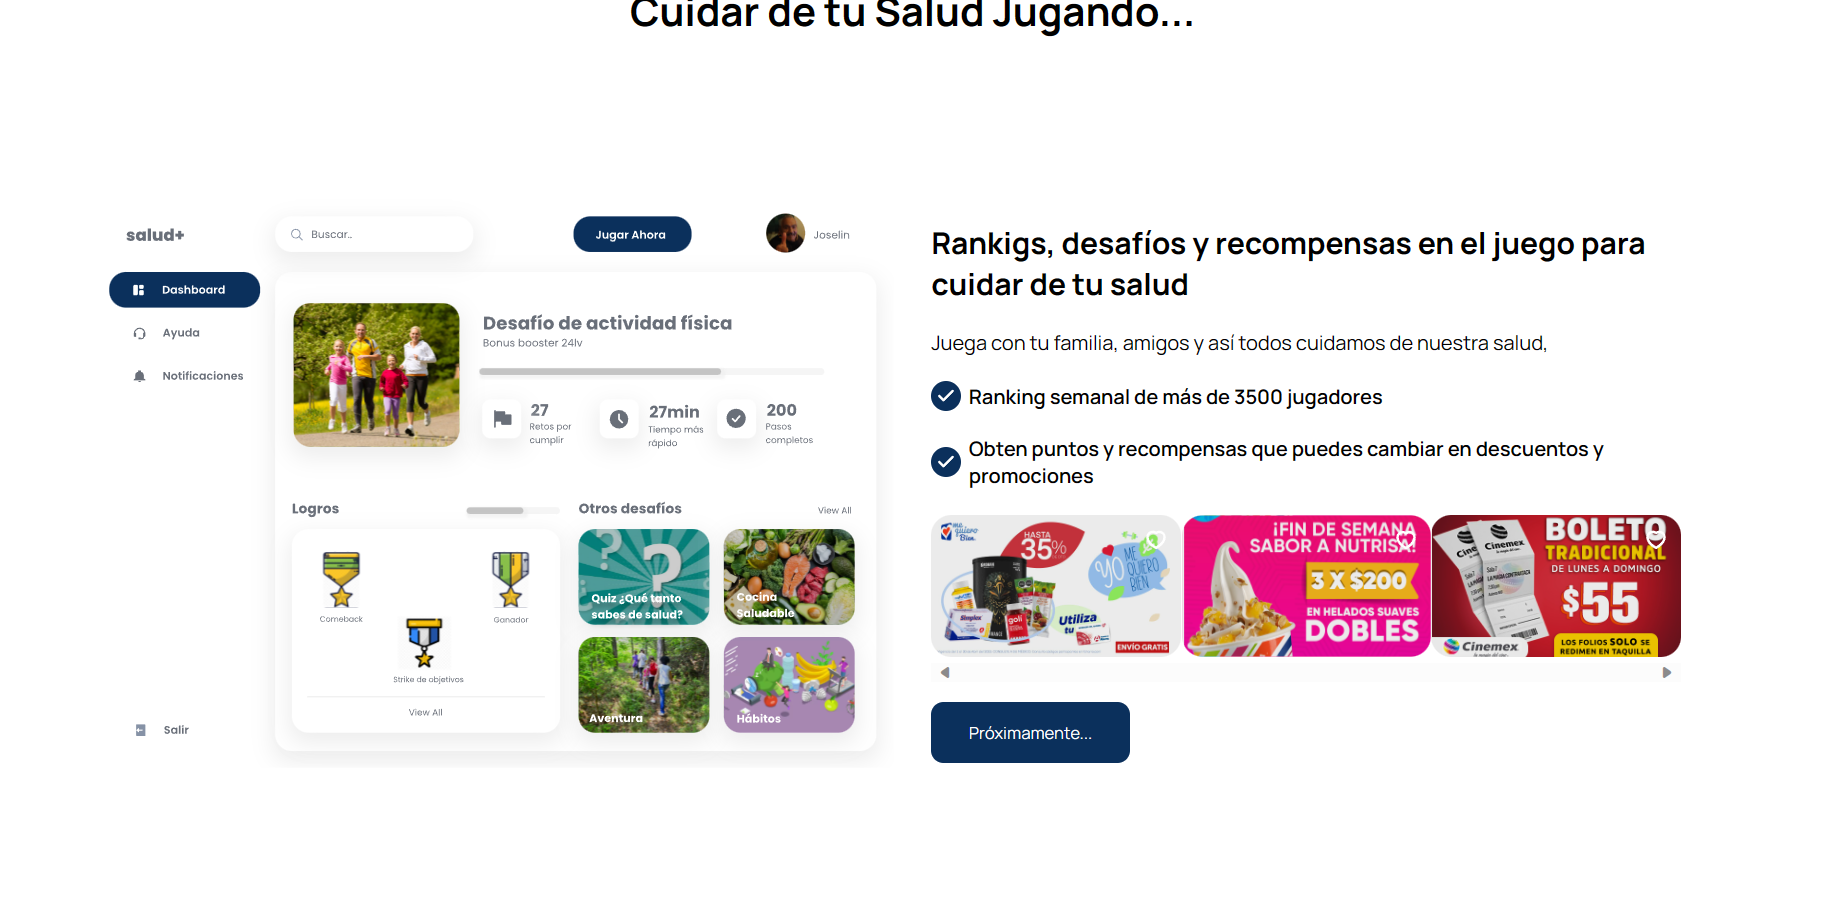 Cuidar de tu Salud Jugando...
salud+
Buscar..
Jugar Ahora
Joselin
Dashboard
Ayuda
Notificaciones
Salir
Desafío de actividad física
Bonus booster 24lv
27
Retos por
cumplir
27min
Tiempo más
rápido
200
Pasos
completos
Logros
Comeback
Ganador
Strike de objetivos
View All
Otros desafíos
View All
Quiz ¿Qué tanto
sabes de salud?
Cocina
Saludable
Aventura
Hábitos
Rankigs, desafíos y recompensas en el juego para
cuidar de tu salud
Juega con tu familia, amigos y así todos cuidamos de nuestra salud,
Ranking semanal de más de 3500 jugadores
Obten puntos y recompensas que puedes cambiar en descuentos y
promociones
me
quiero
Bien.
HASTA
35%
YO ME
QUIERO
BIEN
Simplex
goli
Utiliza
tu
ENVÍO GRATIS
¡FIN DE SEMANA
SABOR A NUTRISA!
3 X $200
EN HELADOS SUAVES
DOBLES
BOLETO
TRADICIONAL
DE LUNES A DOMINGO
$55
Cinemex
LOS FOLIOS SOLO SE
REDIMEN EN TAQUILLA
Cinemex
Próximamente...